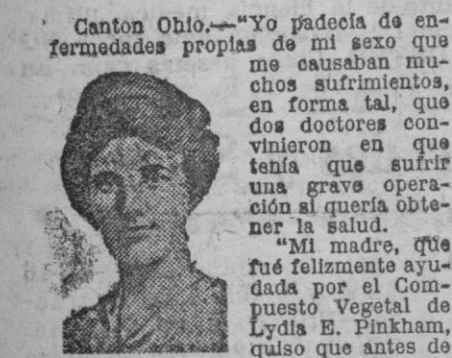 Canton Ohio.—“Yo padecía de en-
fermedades propias de mi sexo que
me causaban mu-
chos sufrimientos,
en forma tal, que
dos doctores con-
vinieron en que
tenía que sufrir
una grave opera-
ción si quería obte-
ner la salud.
“Mi madre, que
fué felizmente ayu-
dada por el Com-
puesto Vegetal de
Lydia E. Pinkham,
quiso que antes de